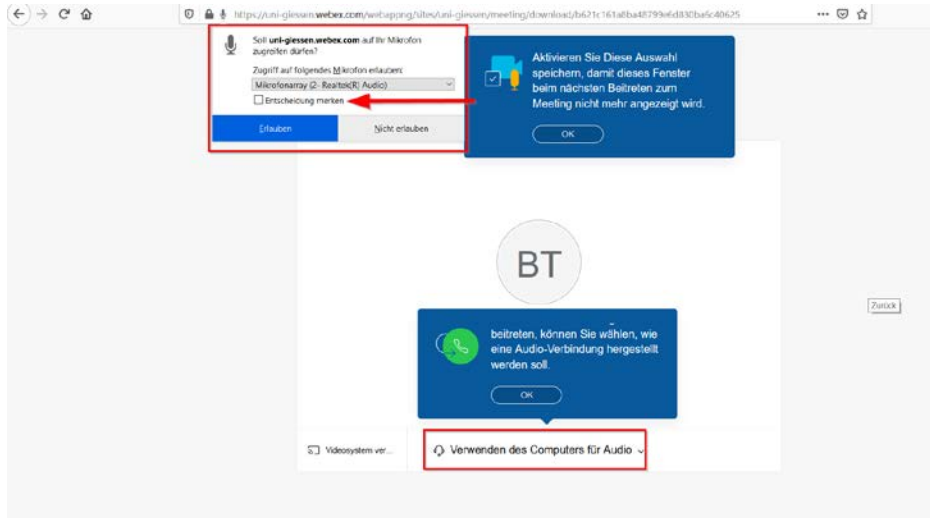 https://uni-giessen.webex.com/webappng/sites/uni-giessen/meeting/download/b621c161a8ba48799efd830ba6c40625
Soll uni-giessen.webex.com auf Ihr Mikrofon
zugreifen dürfen?
Zugriff auf folgendes Mikrofon erlauben:
Mikrofonarray (2- Realtek(R) Audio)
Entscheidung merken
Erlauben
Nicht erlauben
Aktivieren Sie Diese Auswahl
speichern, damit dieses Fenster
beim nächsten Beitreten zum
Meeting nicht mehr angezeigt wird.
OK
BT
Zurück
beitreten, können Sie wählen, wie
eine Audio-Verbindung hergestellt
werden soll.
OK
Videosystem ver...
Verwenden des Computers für Audio